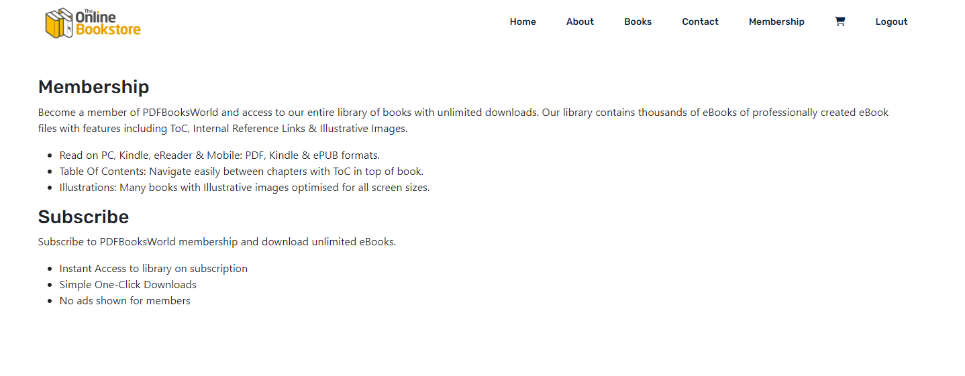 The
Online
Bookstore
Home About Books Contact Membership Logout
Membership
Become a member of PDFBooksWorld and access to our entire library of books with unlimited downloads. Our library contains thousands of eBooks of professionally created eBook
files with features including ToC, Internal Reference Links & Illustrative Images.
• Read on PC, Kindle, eReader & Mobile: PDF, Kindle & ePUB formats.
• Table Of Contents: Navigate easily between chapters with ToC in top of book.
• Illustrations: Many books with Illustrative images optimised for all screen sizes.
Subscribe
Subscribe to PDFBooksWorld membership and download unlimited eBooks.
• Instant Access to library on subscription
• Simple One-Click Downloads
• No ads shown for members